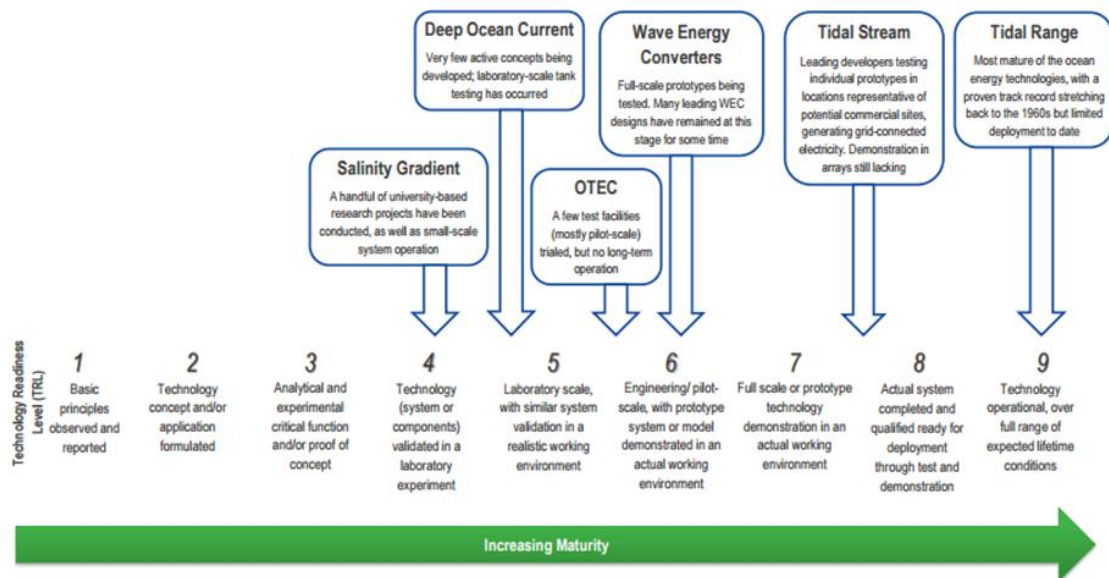 Deep Ocean Current
Very few active concepts being
developed; laboratory-scale tank
testing has occurred
Wave Energy
Converters
Full-scale prototypes being
tested. Many leading WEC
designs have remained at this
stage for some time
Tidal Stream
Leading developers testing
individual prototypes in
locations representative of
potential commercial sites,
generating grid-connected
electricity. Demonstration in
arrays still lacking
Tidal Range
Most mature of the ocean
energy technologies, with a
proven track record stretching
back to the 1960s but limited
deployment to date
Salinity Gradient
A handful of university-based
research projects have been
conducted, as well as small-scale
system operation
OTEC
A few test facilities
(mostly pilot-scale)
trialed, but no long-term
operation
Technology Readiness
Level (TRL)
1
Basic
principles
observed and
reported
2
Technology
concept and/or
application
formulated
3
Analytical and
experimental
critical function
and/or proof of
concept
4
Technology
(system or
components)
validated in a
laboratory
experiment
5
Laboratory scale,
with similar system
validation in a
realistic working
environment
6
Engineering/ pilot-
scale, with prototype
system or model
demonstrated in an
actual working
environment
7
Full scale or prototype
technology
demonstration in an
actual working
environment
8
Actual system
completed and
qualified ready for
deployment
through test and
demonstration
9
Technology
operational, over
full range of
expected lifetime
conditions
Increasing Maturity